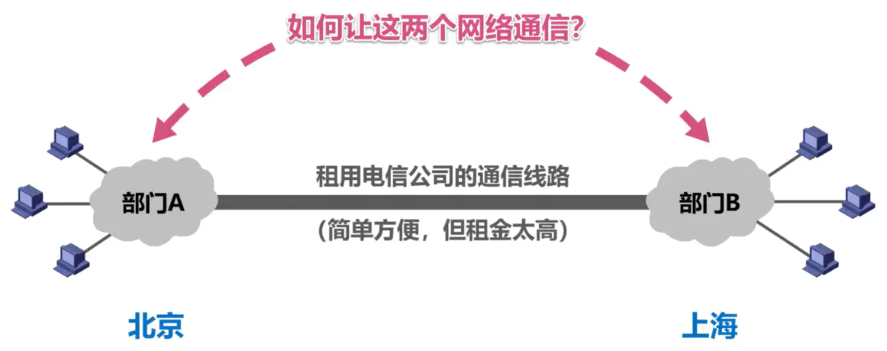 如何让这两个网络通信？
租用电信公司的通信线路
部门A
部门B
（简单方便，但租金太高）
北京
上海